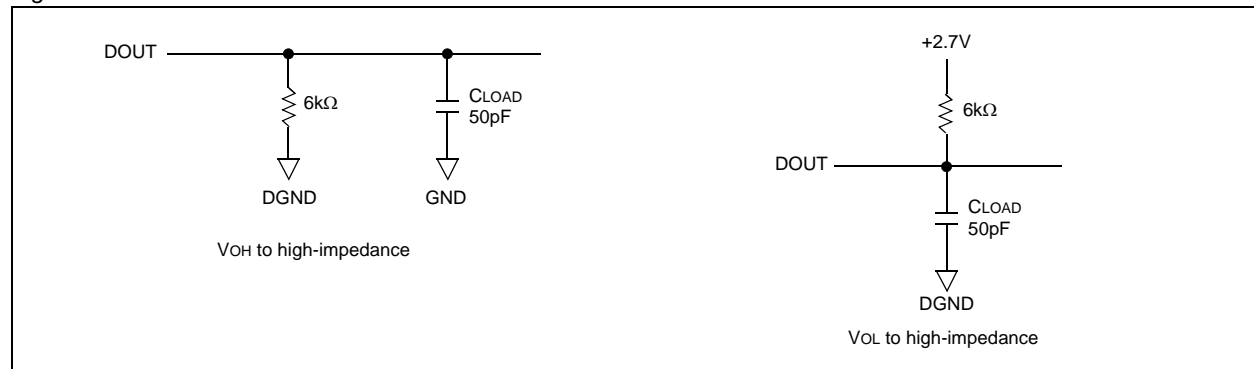 DOUT
6kΩ
CLOAD
50pF
DGND
GND
VOH to high-impedance
+2.7V
6kΩ
DOUT
CLOAD
50pF
DGND
VOL to high-impedance